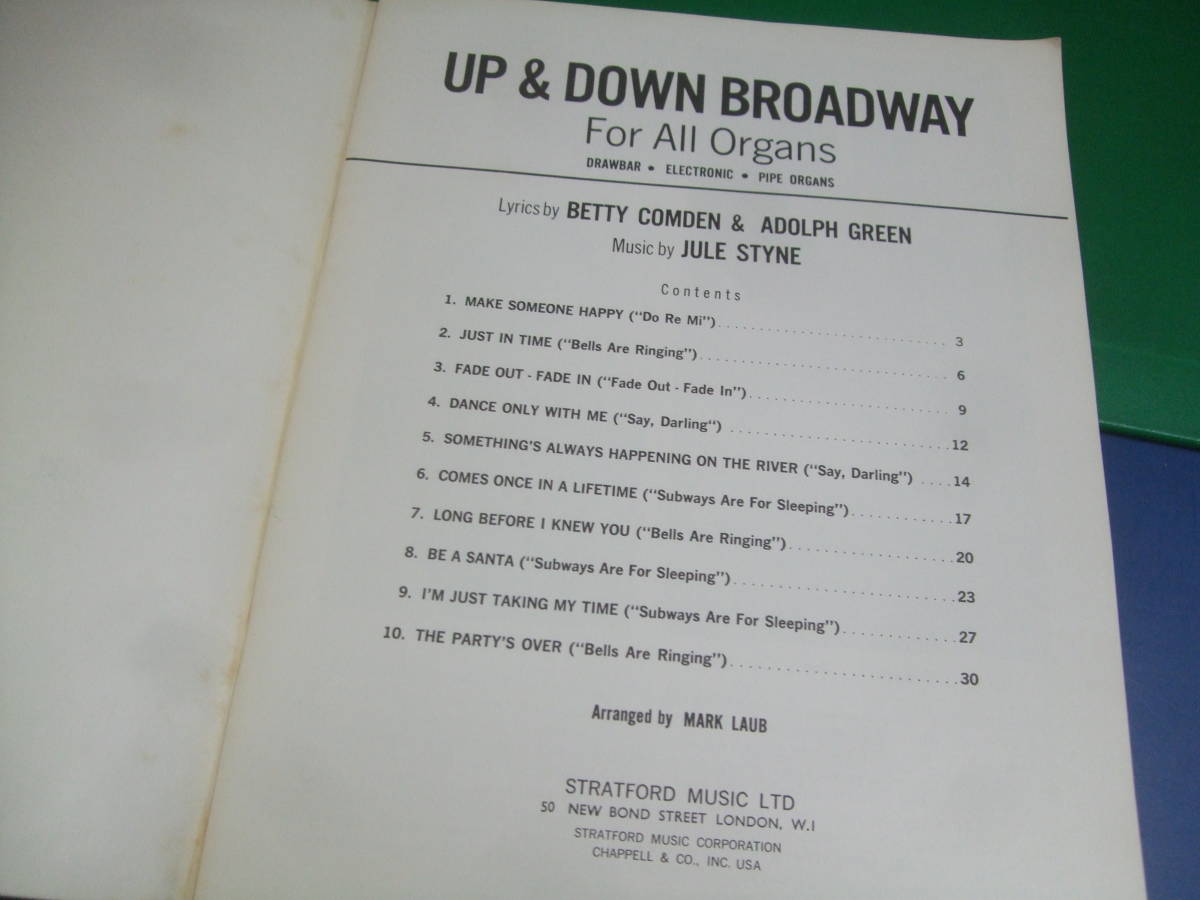 UP & DOWN BROADWAY
For All Organs
DRAWBAR • ELECTRONIC • PIPE ORGANS
Lyrics by BETTY COMDEN & ADOLPH GREEN
Music by JULE STYNE
Contents
1. MAKE SOMEONE HAPPY ("Do Re Mi") 3
2. JUST IN TIME ("Bells Are Ringing") 6
3. FADE OUT - FADE IN ("Fade Out - Fade In") 9
4. DANCE ONLY WITH ME ("Say, Darling") 12
5. SOMETHING'S ALWAYS HAPPENING ON THE RIVER ("Say, Darling") 14
6. COMES ONCE IN A LIFETIME ("Subways Are For Sleeping") 17
7. LONG BEFORE I KNEW YOU ("Bells Are Ringing") 20
8. BE A SANTA ("Subways Are For Sleeping") 23
9. I'M JUST TAKING MY TIME ("Subways Are For Sleeping") 27
10. THE PARTY'S OVER ("Bells Are Ringing") 30
Arranged by MARK LAUB
STRATFORD MUSIC LTD
50 NEW BOND STREET LONDON, W.1
STRATFORD MUSIC CORPORATION
CHAPPELL & CO., INC. USA